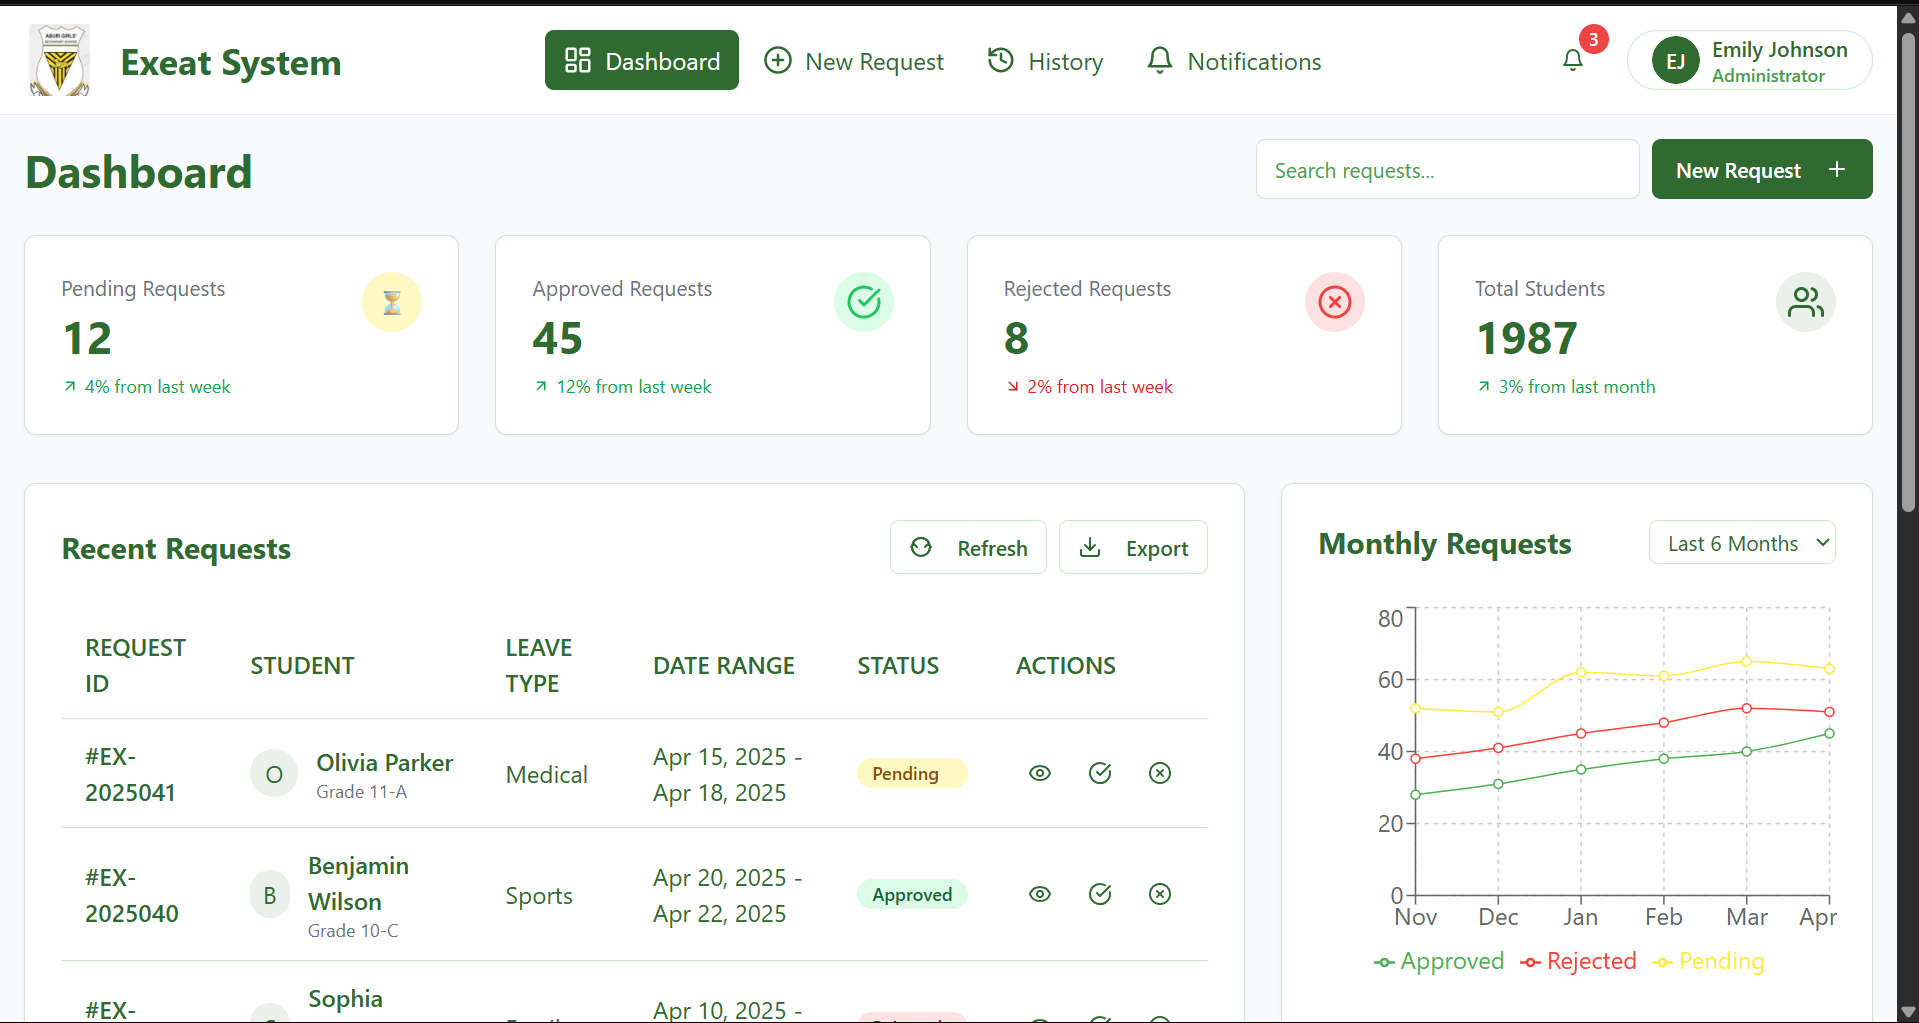 ABURI GIRLS'
Exeat System
Dashboard
New Request
History
Notifications
3
EJ
Emily Johnson
Administrator
Dashboard
Search requests...
New Request
Pending Requests
12
4% from last week
Approved Requests
45
12% from last week
Rejected Requests
8
2% from last week
Total Students
1987
3% from last month
Recent Requests
Refresh
Export
REQUEST
ID
STUDENT
LEAVE
TYPE
DATE RANGE
STATUS
ACTIONS
#EX-
2025041
O
Olivia Parker
Grade 11-A
Medical
Apr 15, 2025 -
Apr 18, 2025
Pending
#EX-
2025040
B
Benjamin
Wilson
Grade 10-C
Sports
Apr 20, 2025 -
Apr 22, 2025
Approved
#EX-
Sophia
Apr 10, 2025 -
Monthly Requests
Last 6 Months
80
60
40
20
0
Nov Dec Jan Feb Mar Apr
Approved Rejected Pending